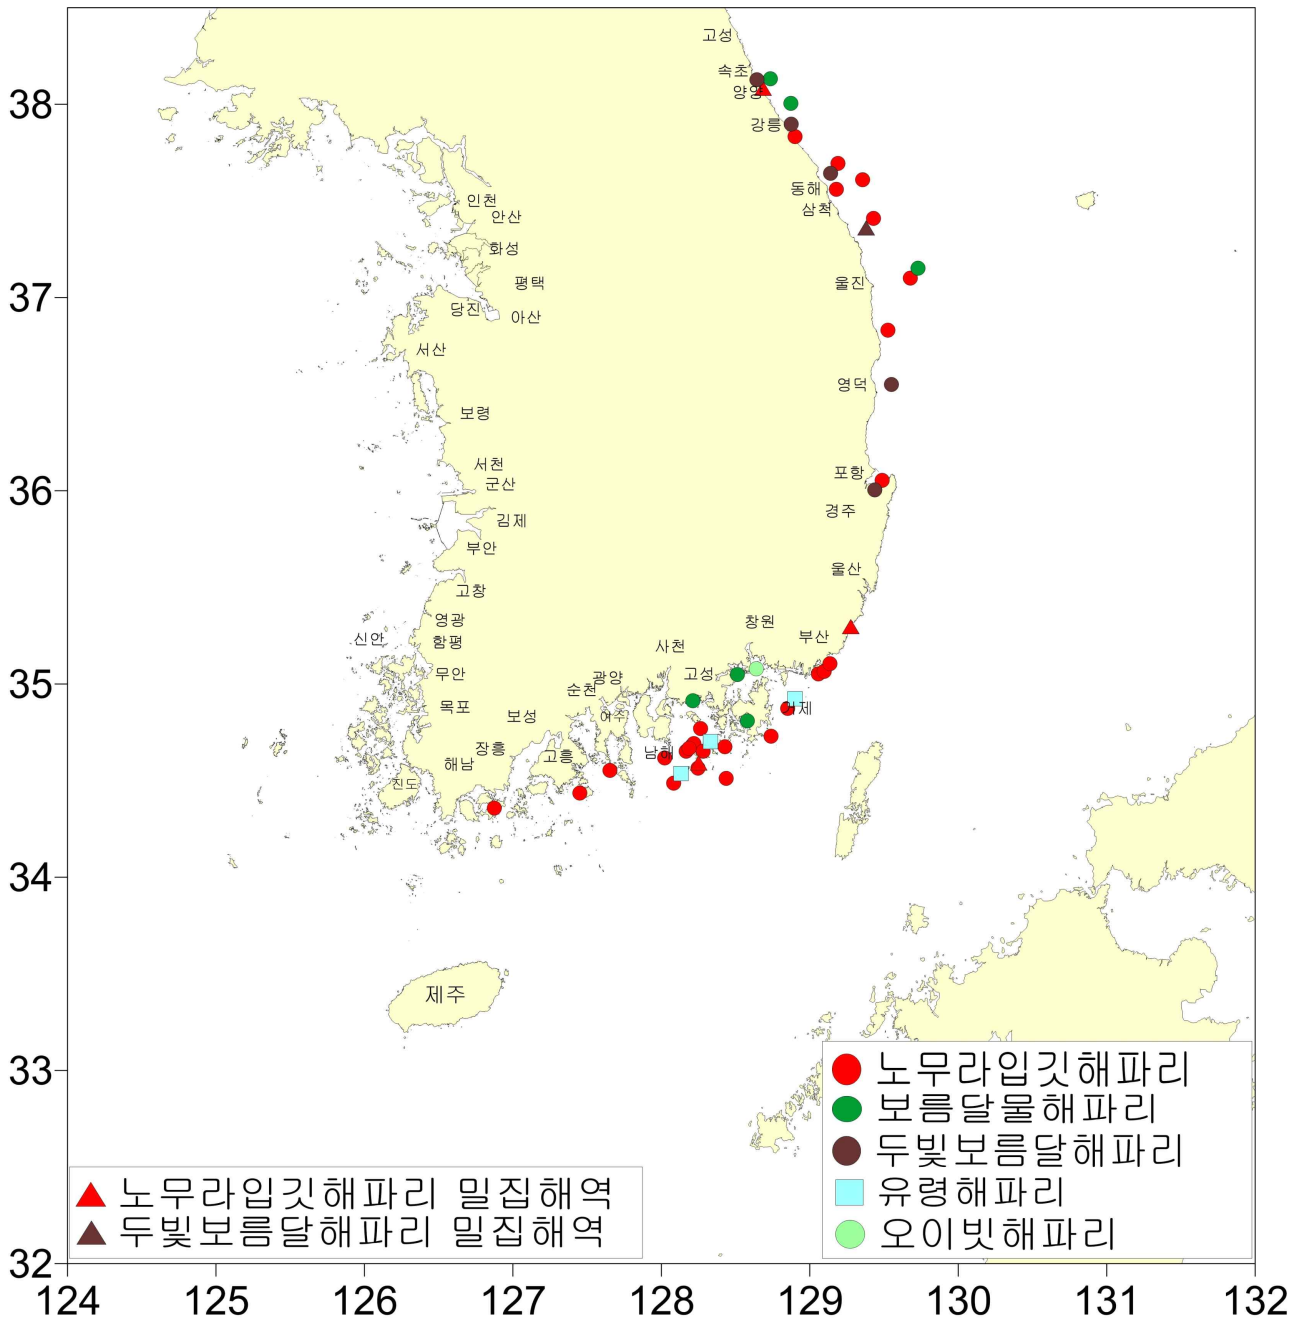 고성
속초
양양
38
강릉
동해
삼척
인천
안산
화성
37
울진
평택
당진
아산
서산
영덕
보령
서천
포항
36
군산
김제
경주
부안
울산
고창
영광
창원
신안
함평
부산
사천
35
무안
고성
광양
순천
목포
보성
여수
거제
장흥
남해
고흥
해남
진도
34
제주
33
노무라입깃해파리
보름달물해파리
두빛보름달해파리
유령해파리
오이빗해파리
노무라입깃해파리 밀집해역
두빛보름달해파리 밀집해역
32
124 125 126 127 128 129 130 131 132